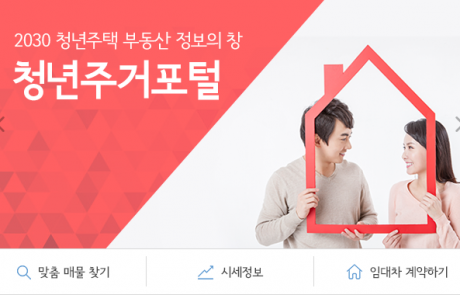 2030 청년주택 부동산 정보의 창
청년주거포털
맞춤 매물 찾기
시세정보
임대차 계약하기